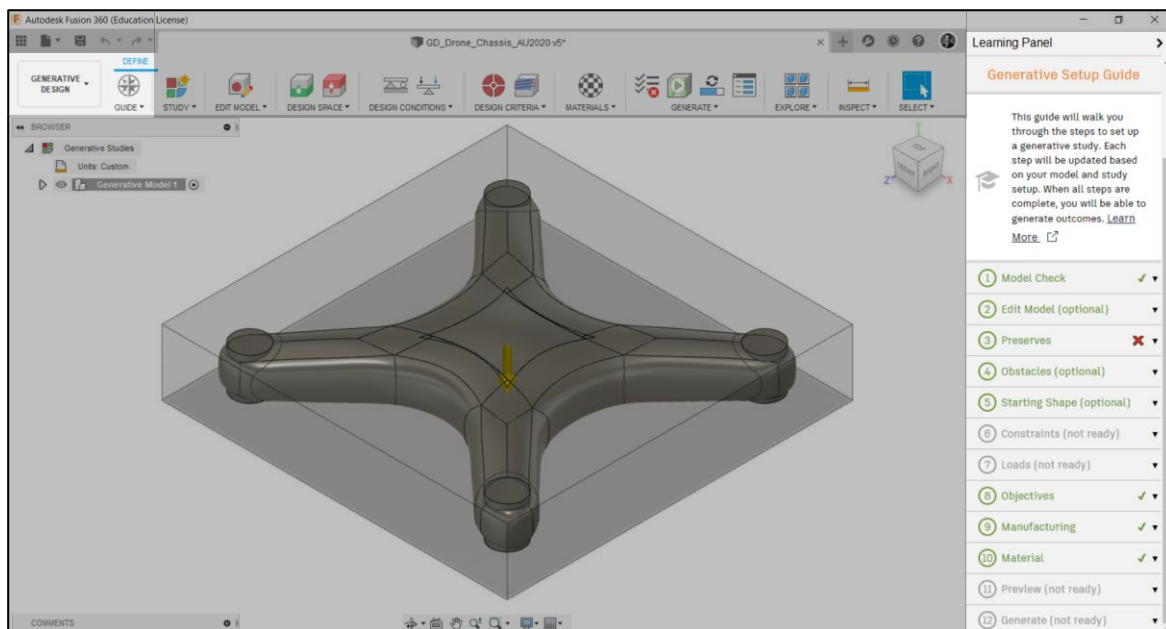 Autodesk Fusion 360 (Education License)
GD_Drone_Chassis_AU2020 v5*
Learning Panel
GENERATIVE DESIGN
DEFINE
GUIDE
STUDY
EDIT MODEL
DESIGN SPACE
DESIGN CONDITIONS
DESIGN CRITERIA
MATERIALS
GENERATE
EXPLORE
INSPECT
SELECT
BROWSER
Generative Studies
Units: Custom
Generative Model 1
TOP
FRONT
RIGHT
Y
Z
X
Generative Setup Guide
This guide will walk you
through the steps to set up
a generative study. Each
step will be updated based
on your model and study
setup. When all steps are
complete, you will be able to
generate outcomes. Learn
More
1 Model Check
2 Edit Model (optional)
3 Preserves
4 Obstacles (optional)
5 Starting Shape (optional)
6 Constraints (not ready)
7 Loads (not ready)
8 Objectives
9 Manufacturing
10 Material
11 Preview (not ready)
12 Generate (not ready)
COMMENTS